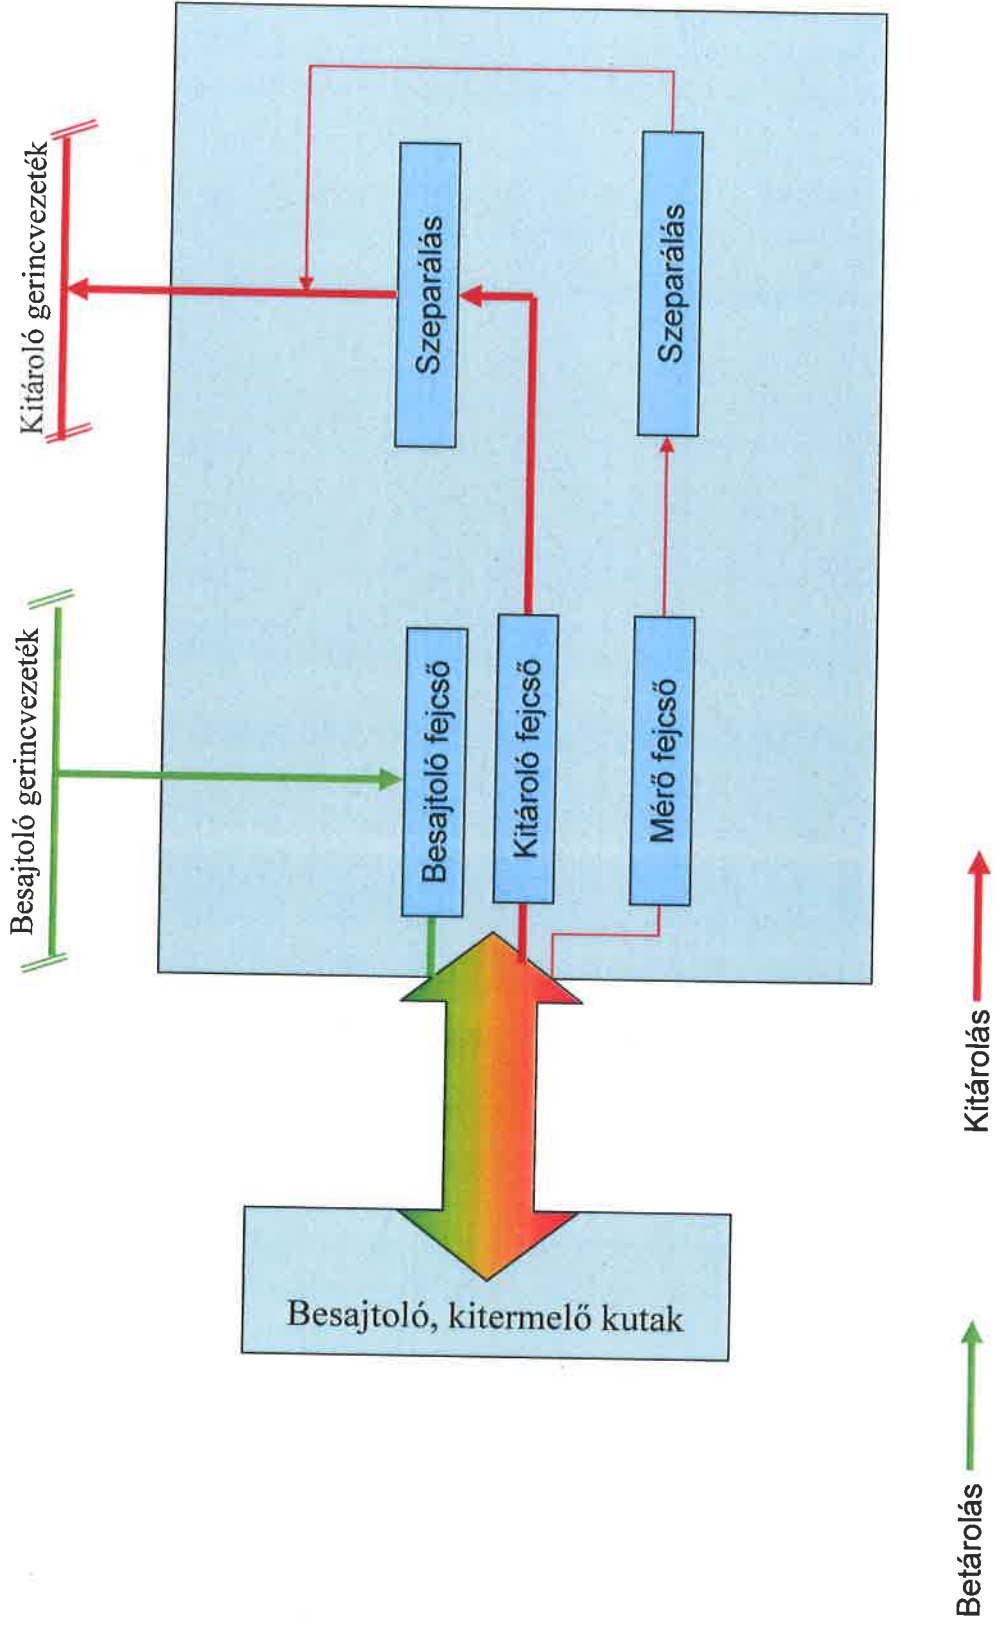 Besajtoló gerincvezeték
Kitároló gerincvezeték
Besajtoló fejcső
Szeparálás
Kitároló fejcső
Mérő fejcső
Szeparálás
Besajtoló, kitermelő kutak
Betárolás
Kitárolás